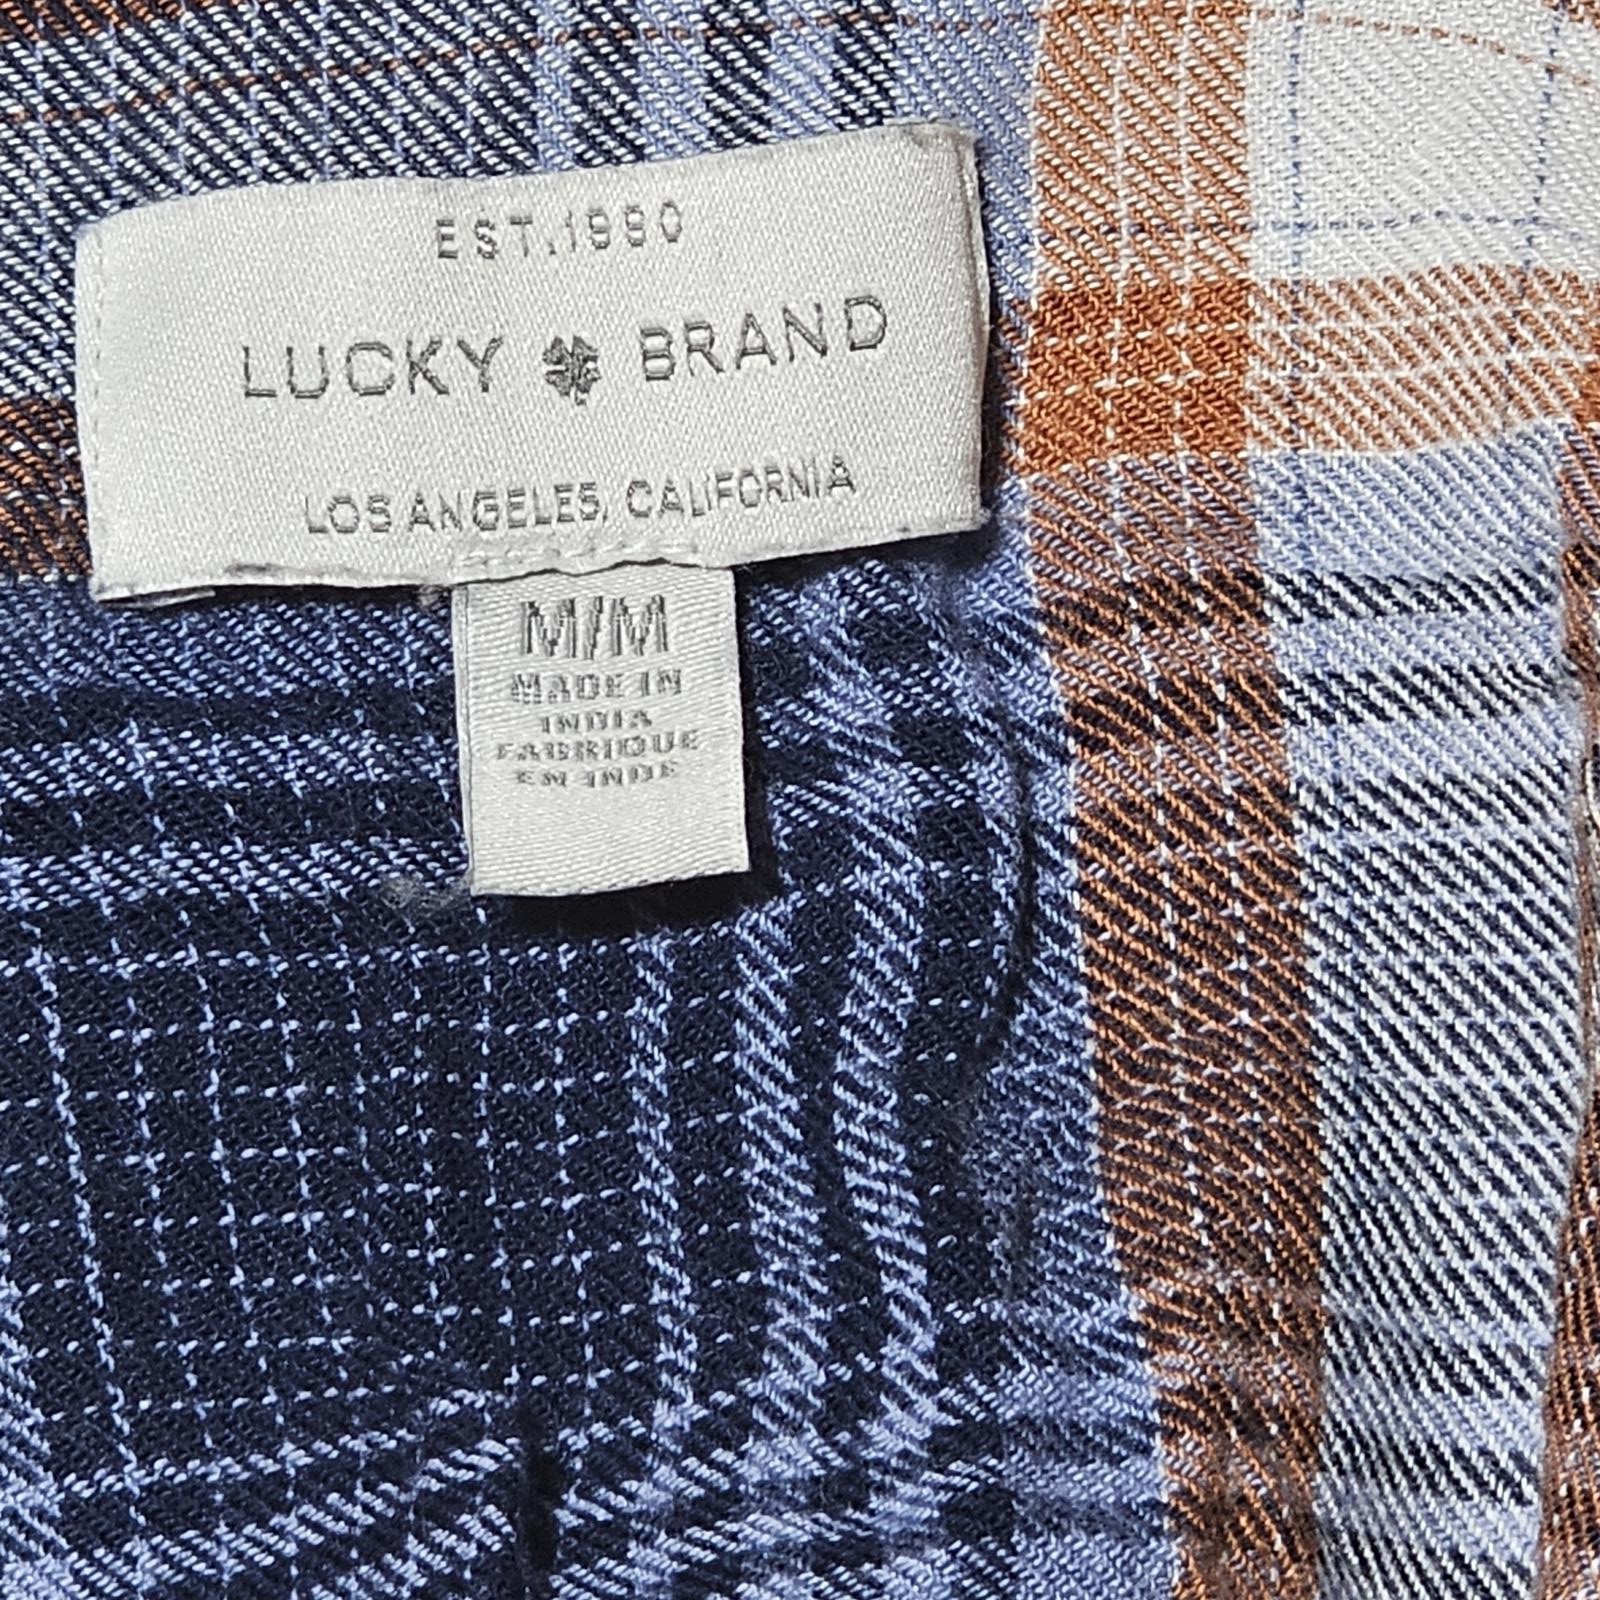 EST.1990
LUCKY BRAND
LOS ANGELES, CALIFORNIA
M/M
MADE IN
INDIA
FABRIQUE
EN INDE